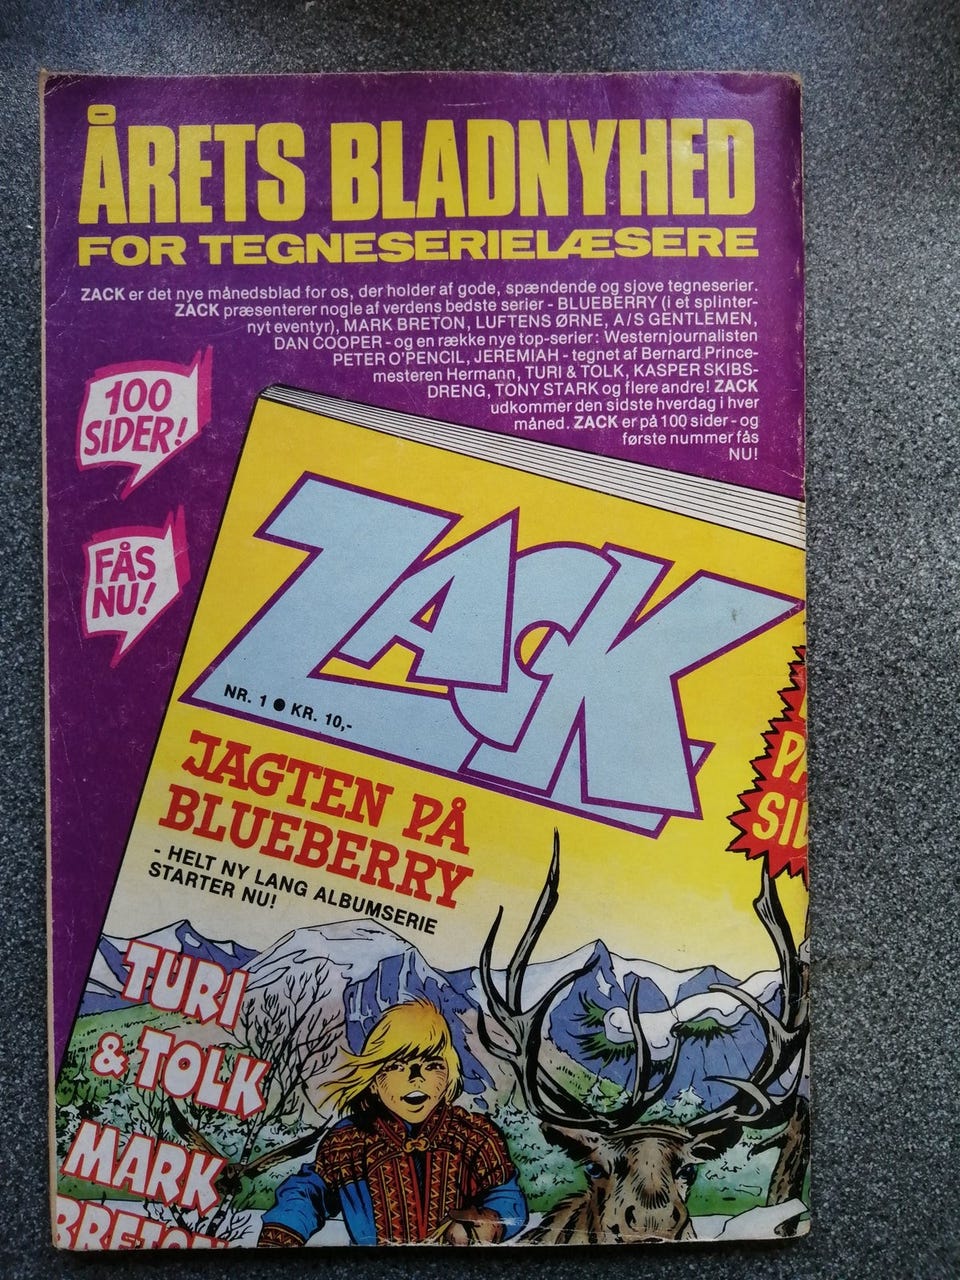 ÅRETS BLADNYHED
FOR TEGNESERIELÆSERE
ZACK er det nye månedsblad for os, der holder af gode, spændende og sjove tegneserier.
ZACK præsenterer nogle af verdens bedste serier - BLUEBERRY (i et splinter-
nyt eventyr), MARK BRETON, LUFTENS ØRNE, A/S GENTLEMEN,
DAN COOPER - og en række nye top-serier: Westernjournalisten
PETER O'PENCIL, JEREMIAH - tegnet af Bernard Prince-
mesteren Hermann, TURI & TOLK, KASPER SKIBS-
DRENG, TONY STARK og flere andre! ZACK
udkommer den sidste hverdag i hver
måned. ZACK er på 100 sider - og
første nummer fås
NU!
100
SIDER!
FÅS
NU!
ZACK
NR. 1 ● KR. 10,-
JAGTEN PÅ
BLUEBERRY
- HELT NY LANG ALBUMSERIE
STARTER NU!
TURI
& TOLK
MARK
BRETON